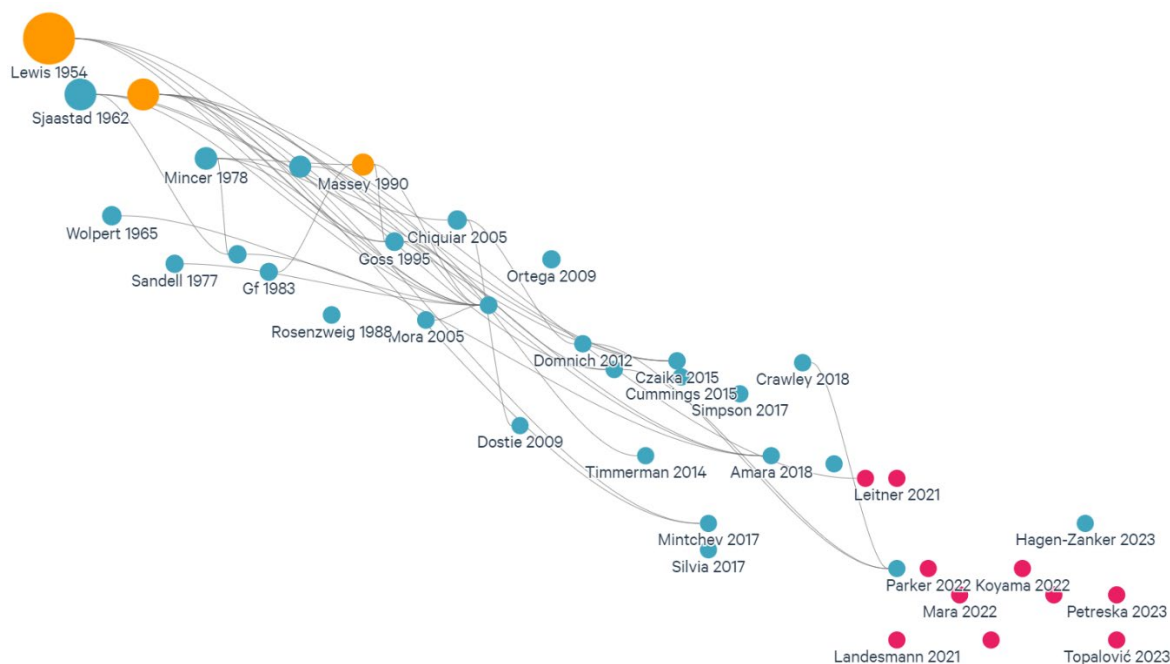 Lewis 1954
Sjaastad 1962
Mincer 1978
Massey 1990
Wolpert 1965
Chiquiar 2005
Goss 1995
Sandell 1977
Ortega 2009
Gf 1983
Rosenzweig 1988
Mora 2005
Domnich 2012
Czaika 2015
Crawley 2018
Cummings 2015
Simpson 2017
Dostie 2009
Timmerman 2014
Amara 2018
Leitner 2021
Mintchev 2017
Hagen-Zanker 2023
Silvia 2017
Parker 2022
Koyama 2022
Mara 2022
Petreska 2023
Landesmann 2021
Topalović 2023